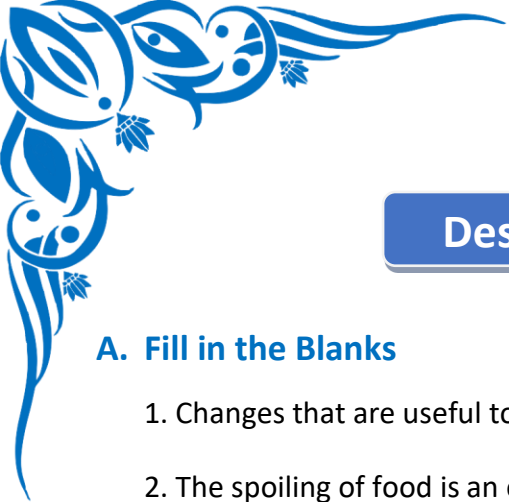 Des
A. Fill in the Blanks
1. Changes that are useful to
2. The spoiling of food is an